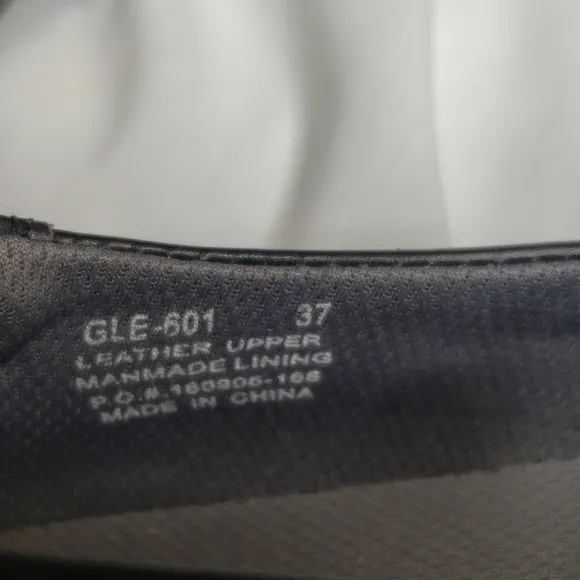 GLE-601 37
LEATHER UPPER
MANMADE LINING
P.O.#.160906-168
MADE IN CHINA